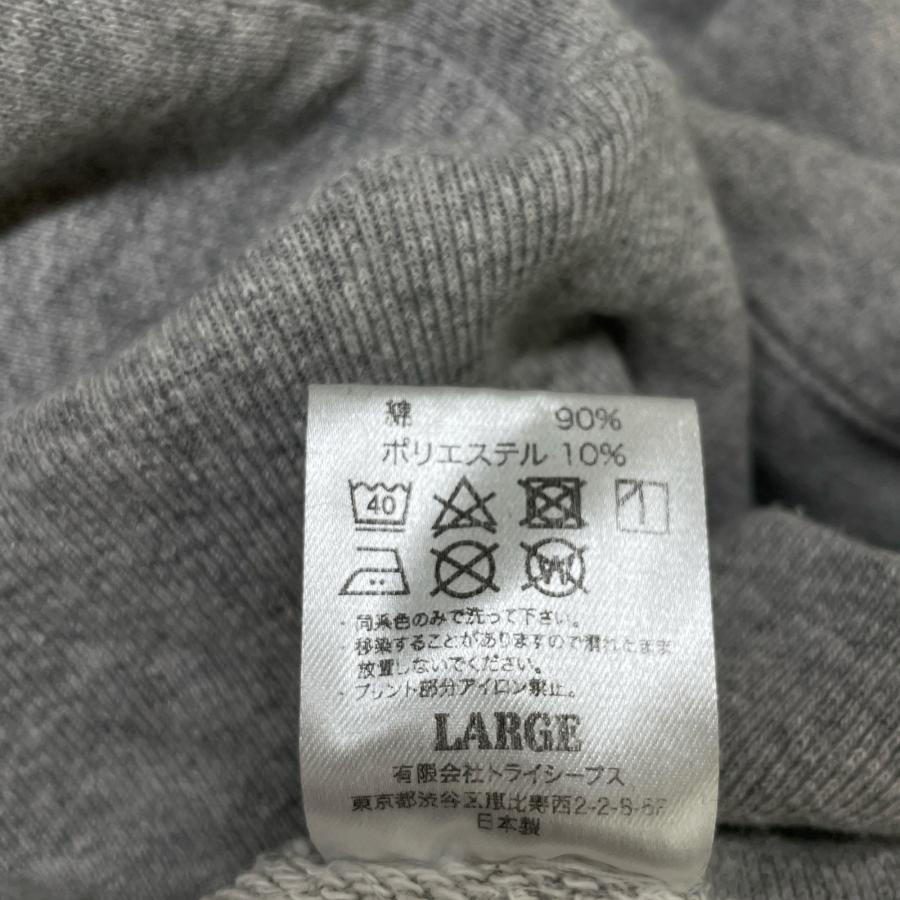 綿 90%
ポリエステル 10%
40
W
・同系色のみで洗って下さい。
・移染することがありますので濡れたまま
放置しないでください。
・プリント部分アイロン禁止。
LARGE
有限会社トライシープス
東京都渋谷区恵比寿西2-2-8-6F
日本製